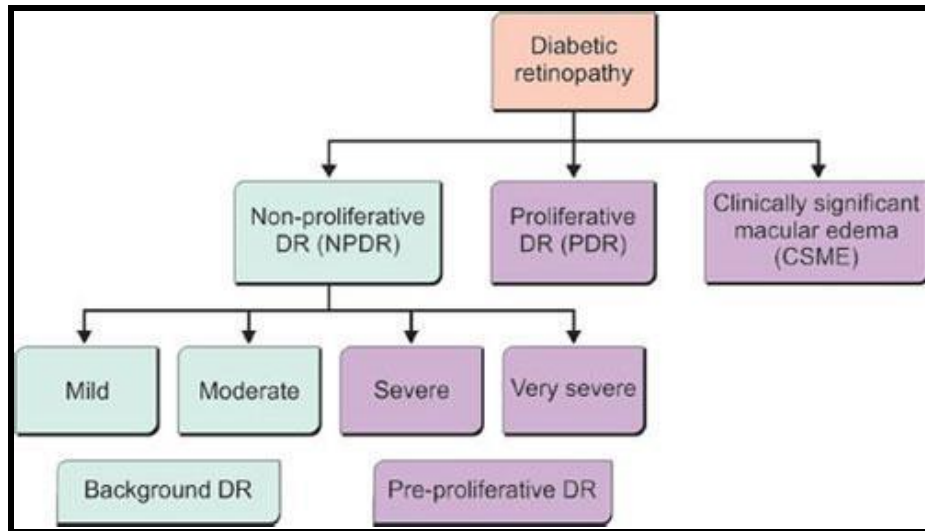 Diabetic
retinopathy
Non-proliferative
DR (NPDR)
Proliferative
DR (PDR)
Clinically significant
macular edema
(CSME)
Mild
Moderate
Severe
Very severe
Background DR
Pre-proliferative DR